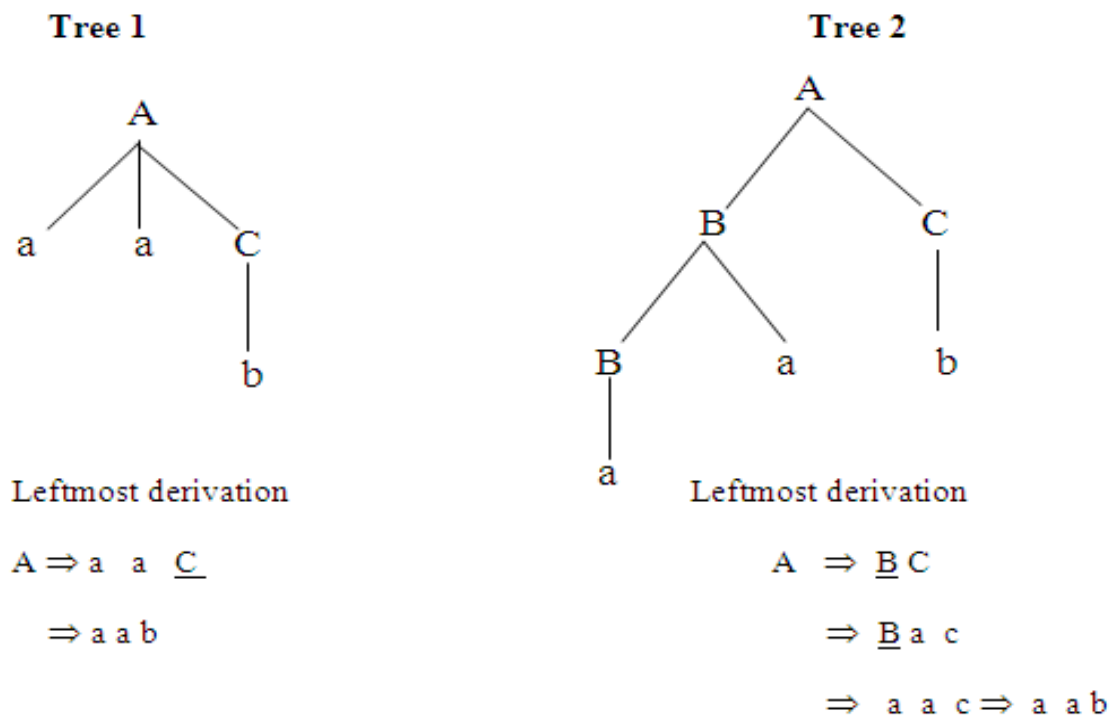 Tree 1
Tree 2
A
a a C
b
A
B C
B a b
a
Leftmost derivation
A ⇒ a a C
⇒ a a b
Leftmost derivation
A ⇒ B C
⇒ B a c
⇒ a a c ⇒ a a b